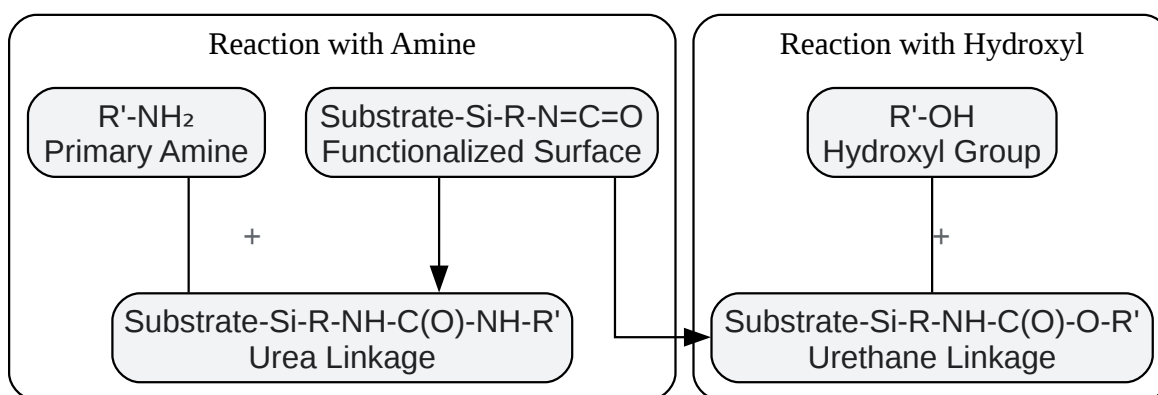 Reaction with Amine
R'-NH₂
Primary Amine
Substrate-Si-R-N=C=O
Functionalized Surface
+
Substrate-Si-R-NH-C(O)-NH-R'
Urea Linkage
Reaction with Hydroxyl
R'-OH
Hydroxyl Group
+
Substrate-Si-R-NH-C(O)-O-R'
Urethane Linkage